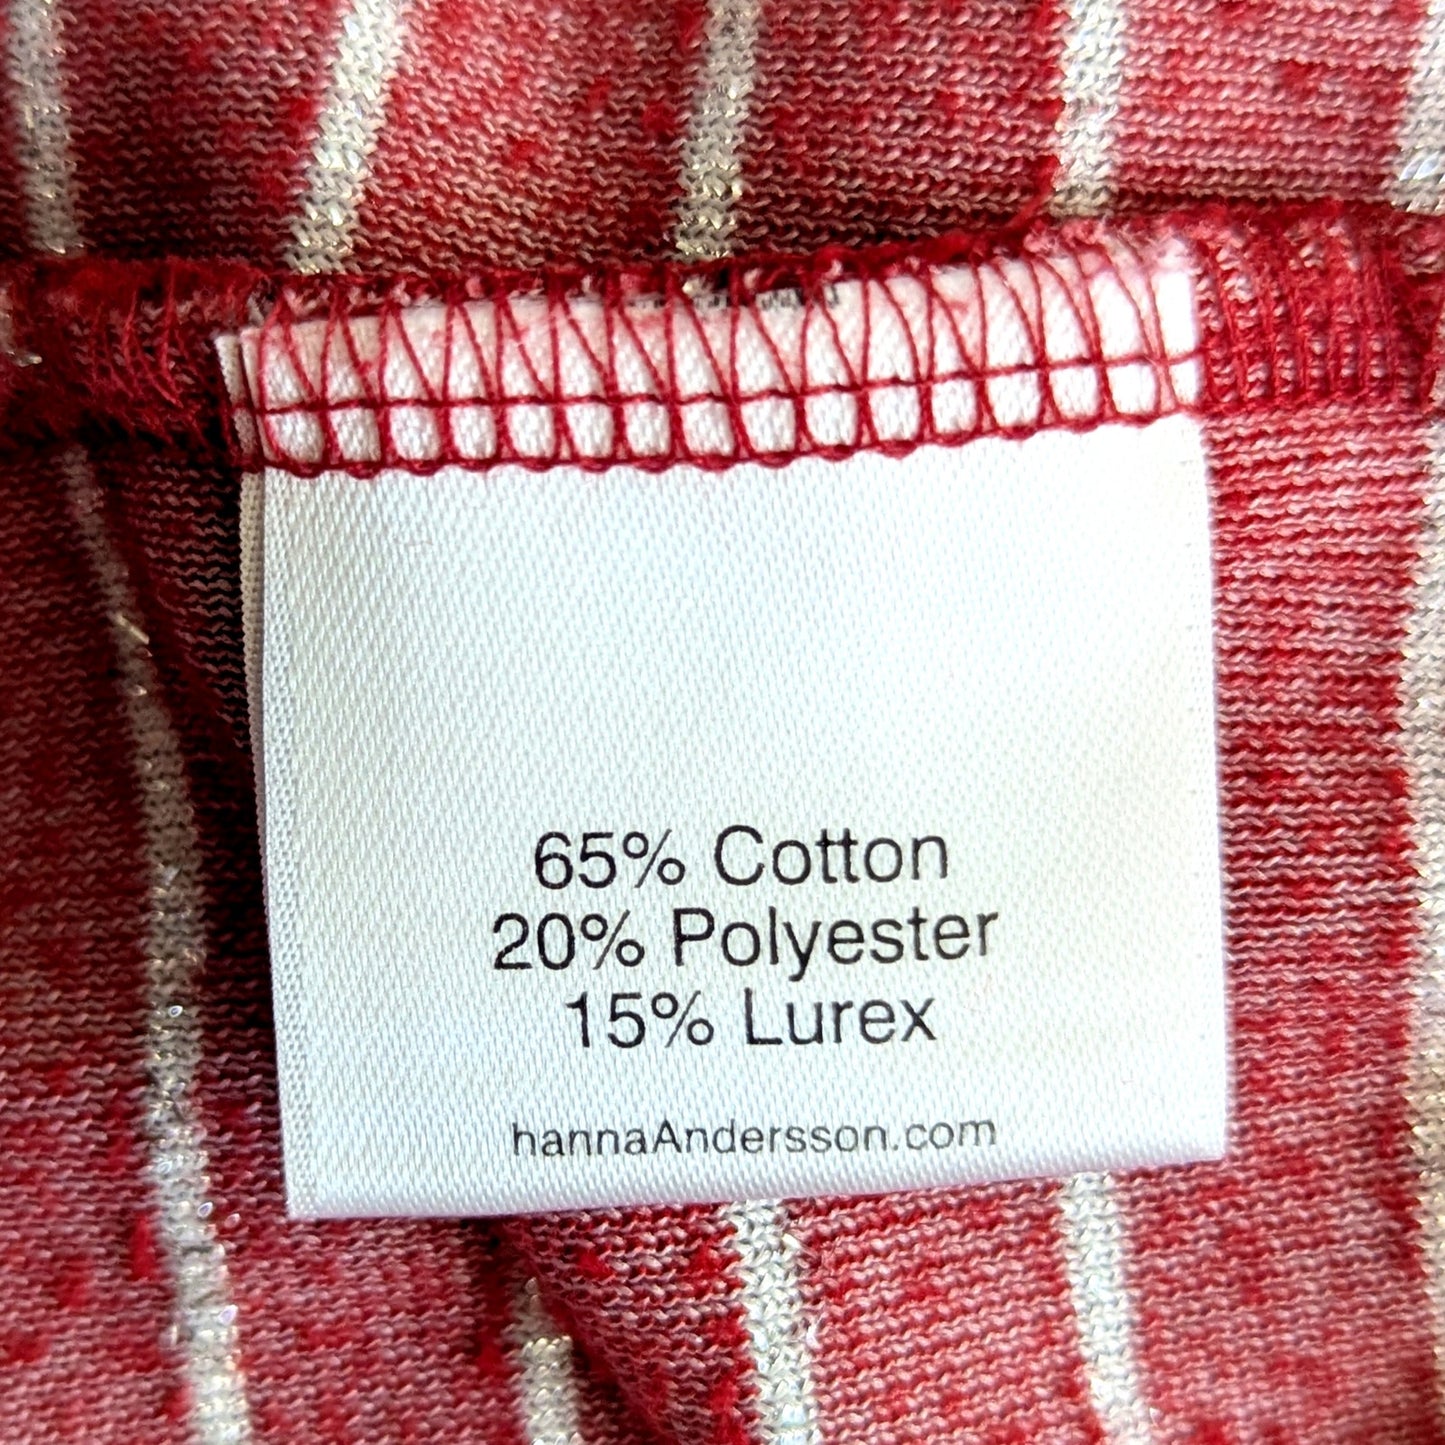 65% Cotton
20% Polyester
15% Lurex
hannaAndersson.com